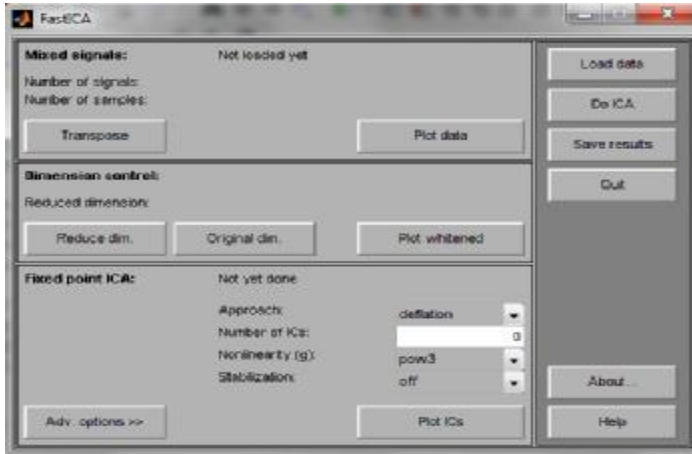 FastICA
Mixed signals: Not loaded yet
Number of signals:
Number of samples:
Transpose Plot data
Dimension control:
Reduced dimension:
Reduce dim. Original dim. Plot whitened
Fixed point ICA: Not yet done
Approach: deflation
Number of ICs: 0
Nonlinearity (g): pow3
Stabilization: off
Adv. options >> Plot ICs
Load data
Do ICA
Save results
Quit
About...
Help